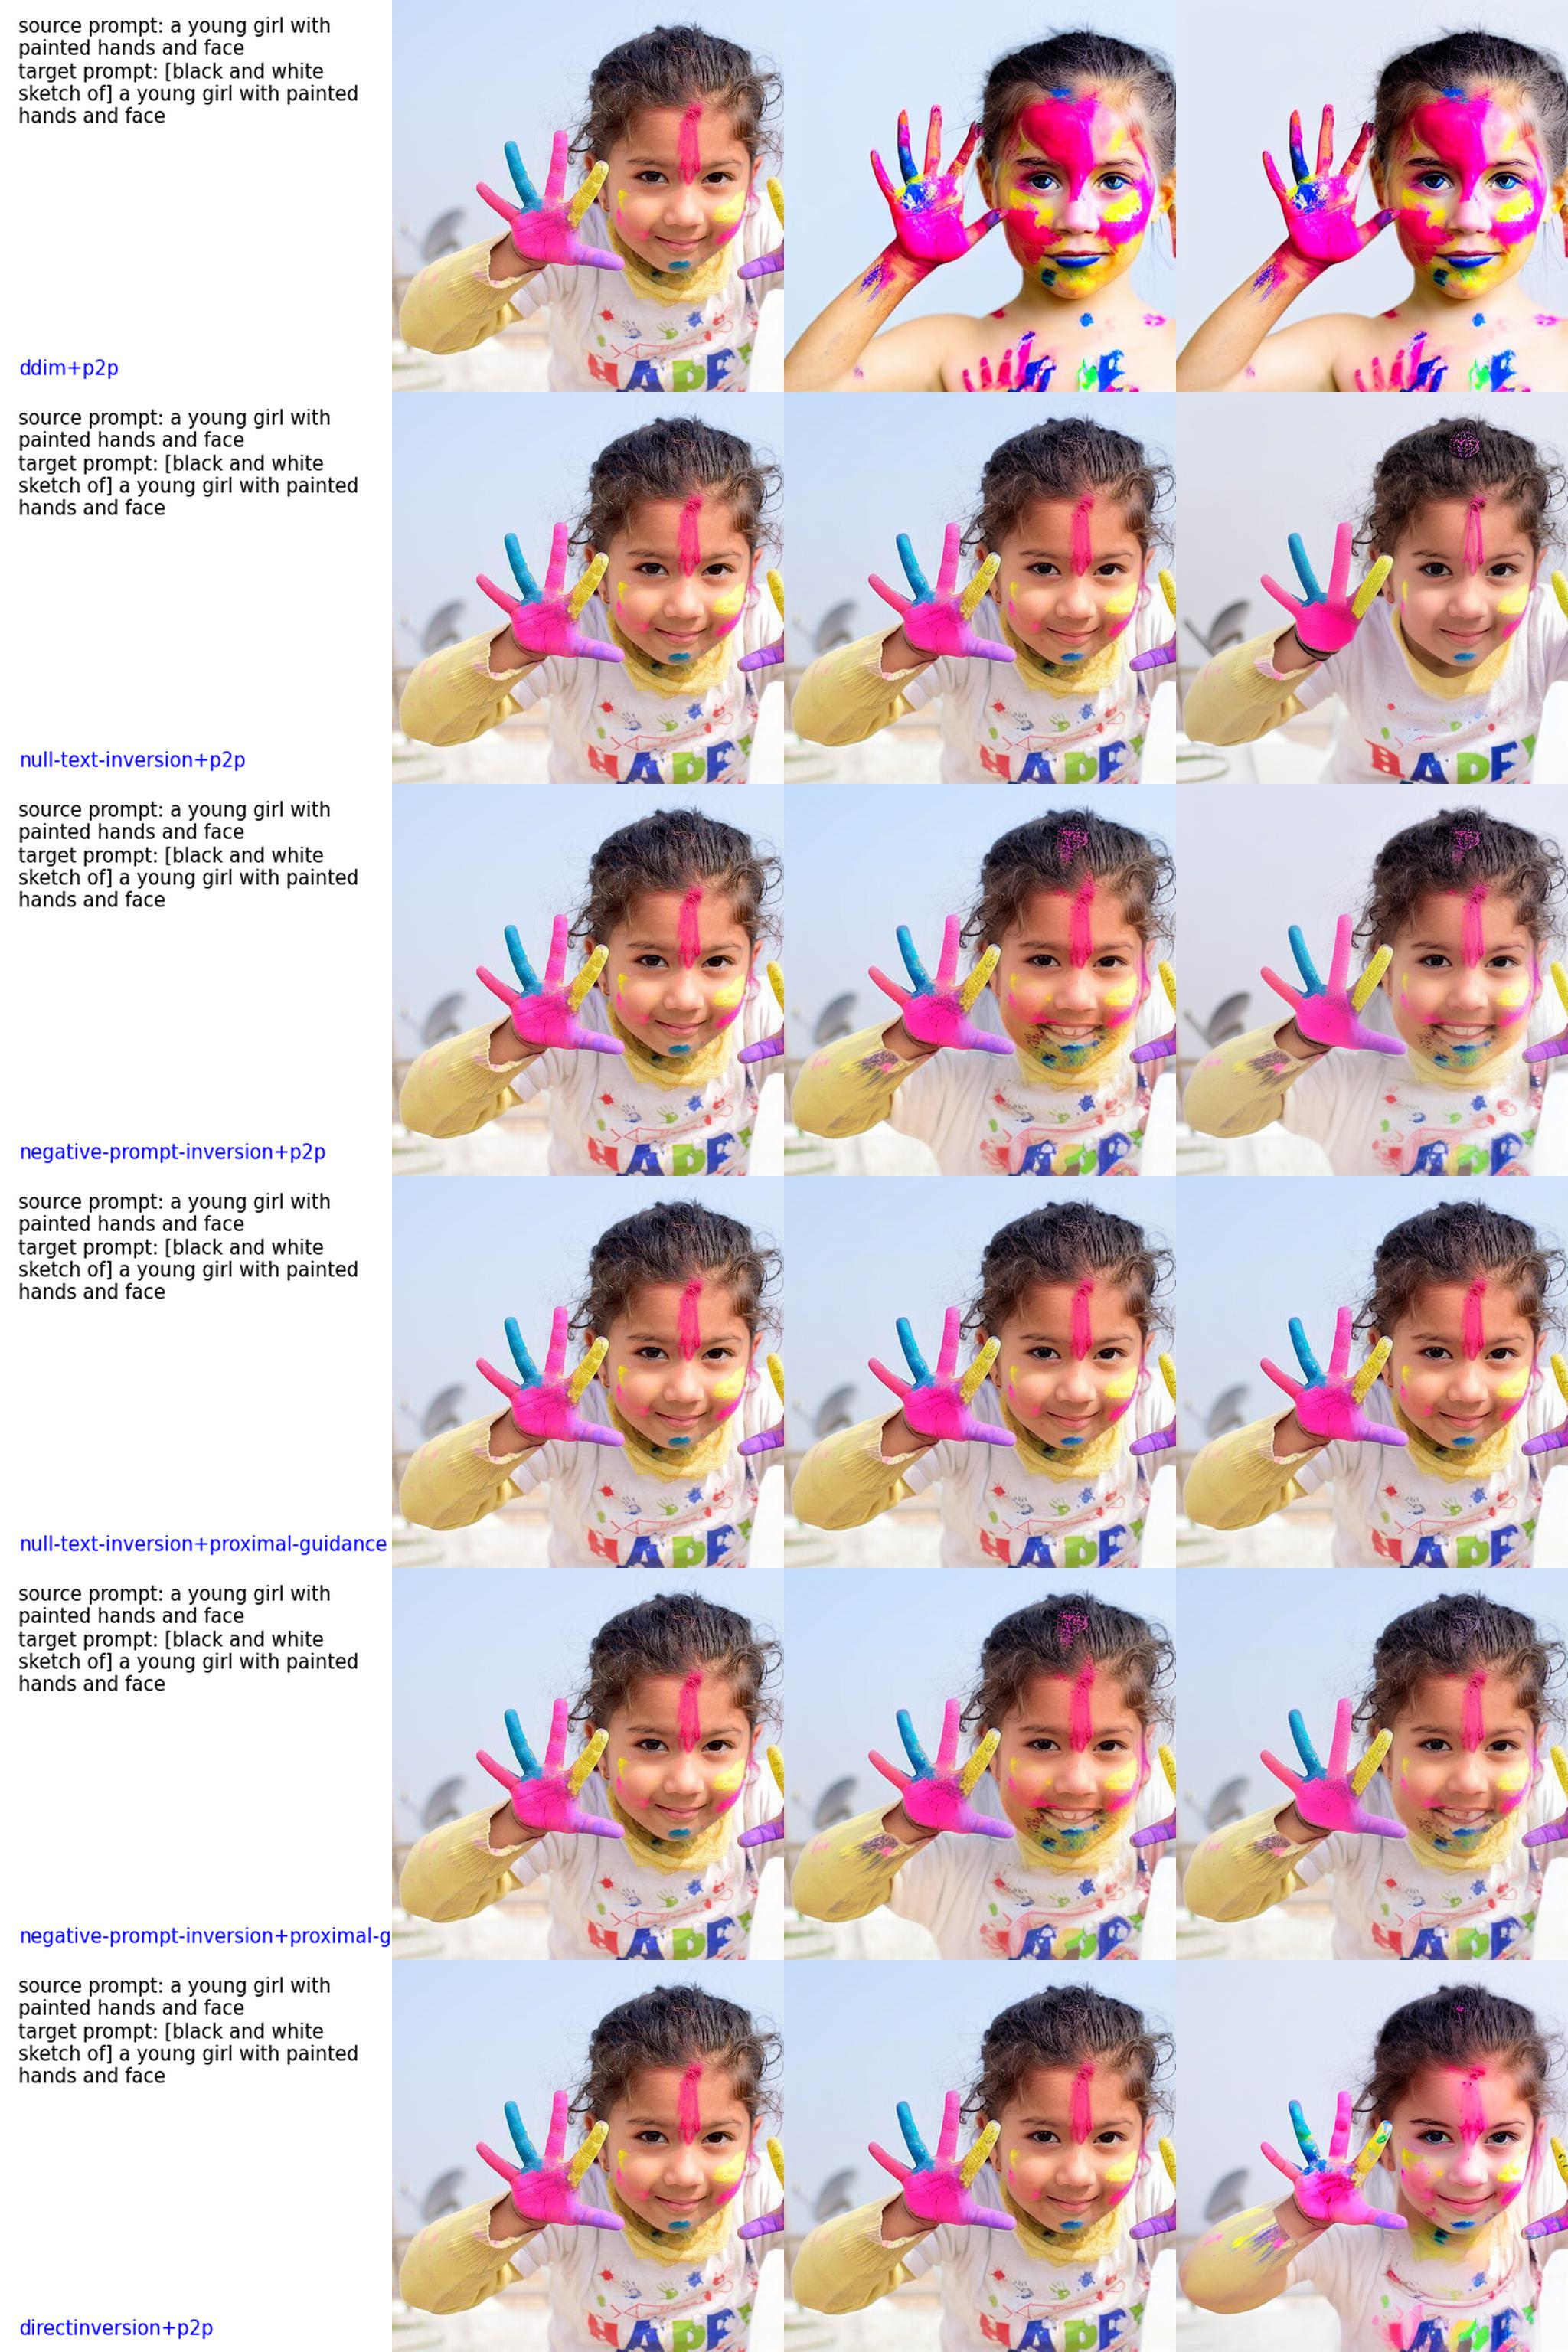 source prompt: a young girl with
painted hands and face
target prompt: [black and white
sketch of] a young girl with painted
hands and face
ddim+p2p
source prompt: a young girl with
painted hands and face
target prompt: [black and white
sketch of] a young girl with painted
hands and face
null-text-inversion+p2p
source prompt: a young girl with
painted hands and face
target prompt: [black and white
sketch of] a young girl with painted
hands and face
negative-prompt-inversion+p2p
source prompt: a young girl with
painted hands and face
target prompt: [black and white
sketch of] a young girl with painted
hands and face
null-text-inversion+proximal-guidance
source prompt: a young girl with
painted hands and face
target prompt: [black and white
sketch of] a young girl with painted
hands and face
negative-prompt-inversion+proximal-g
source prompt: a young girl with
painted hands and face
target prompt: [black and white
sketch of] a young girl with painted
hands and face
directinversion+p2p